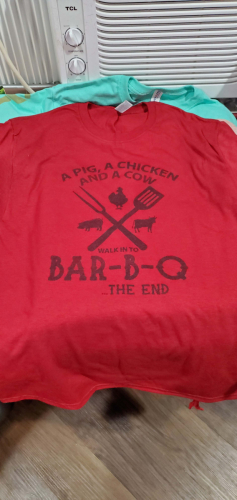 TCL
A PIG, A CHICKEN
AND A COW
WALK IN TO
BAR-B-Q
...THE END